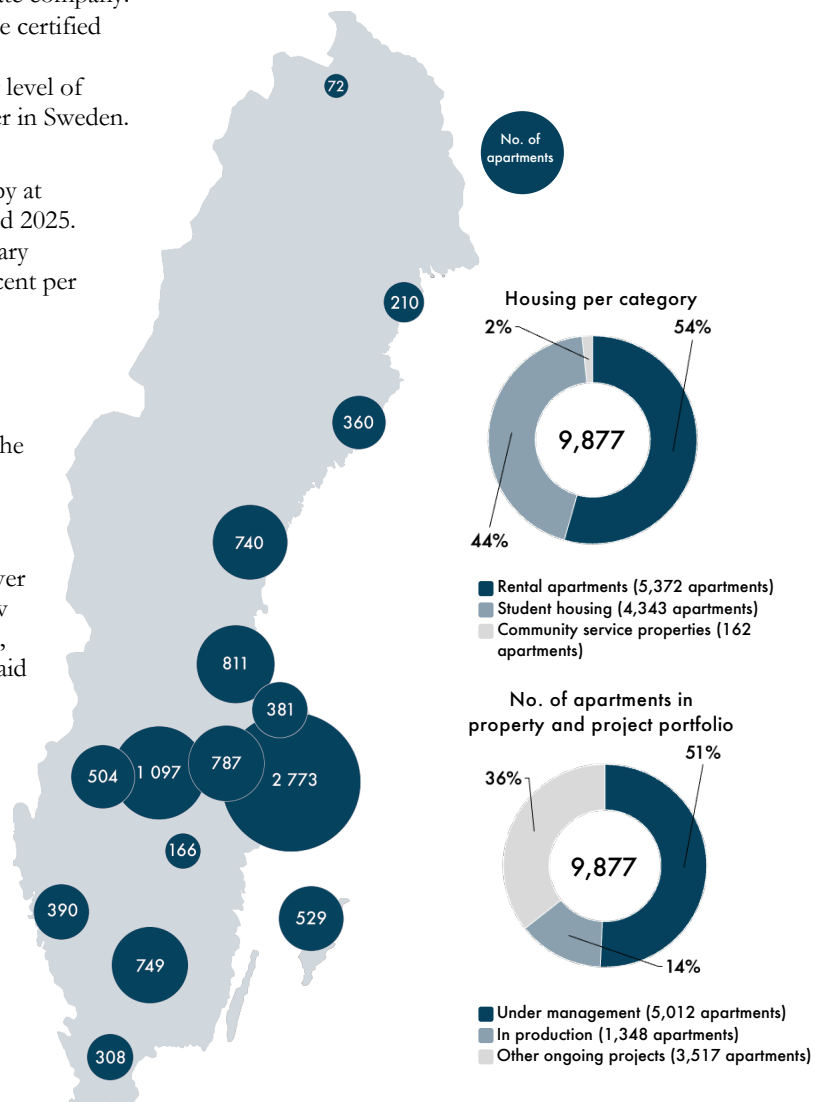 ate company.
e certified
level of
er in Sweden.
by at
d 2025.
ary
cent per
he
ver
w
,
aid
72
No. of
apartments
210
360
740
811
381
787
2 773
1 097
504
166
390
529
749
308
Housing per category
2%
54%
9,877
44%
Rental apartments (5,372 apartments)
Student housing (4,343 apartments)
Community service properties (162
apartments)
No. of apartments in
property and project portfolio
51%
36%
9,877
14%
Under management (5,012 apartments)
In production (1,348 apartments)
Other ongoing projects (3,517 apartments)